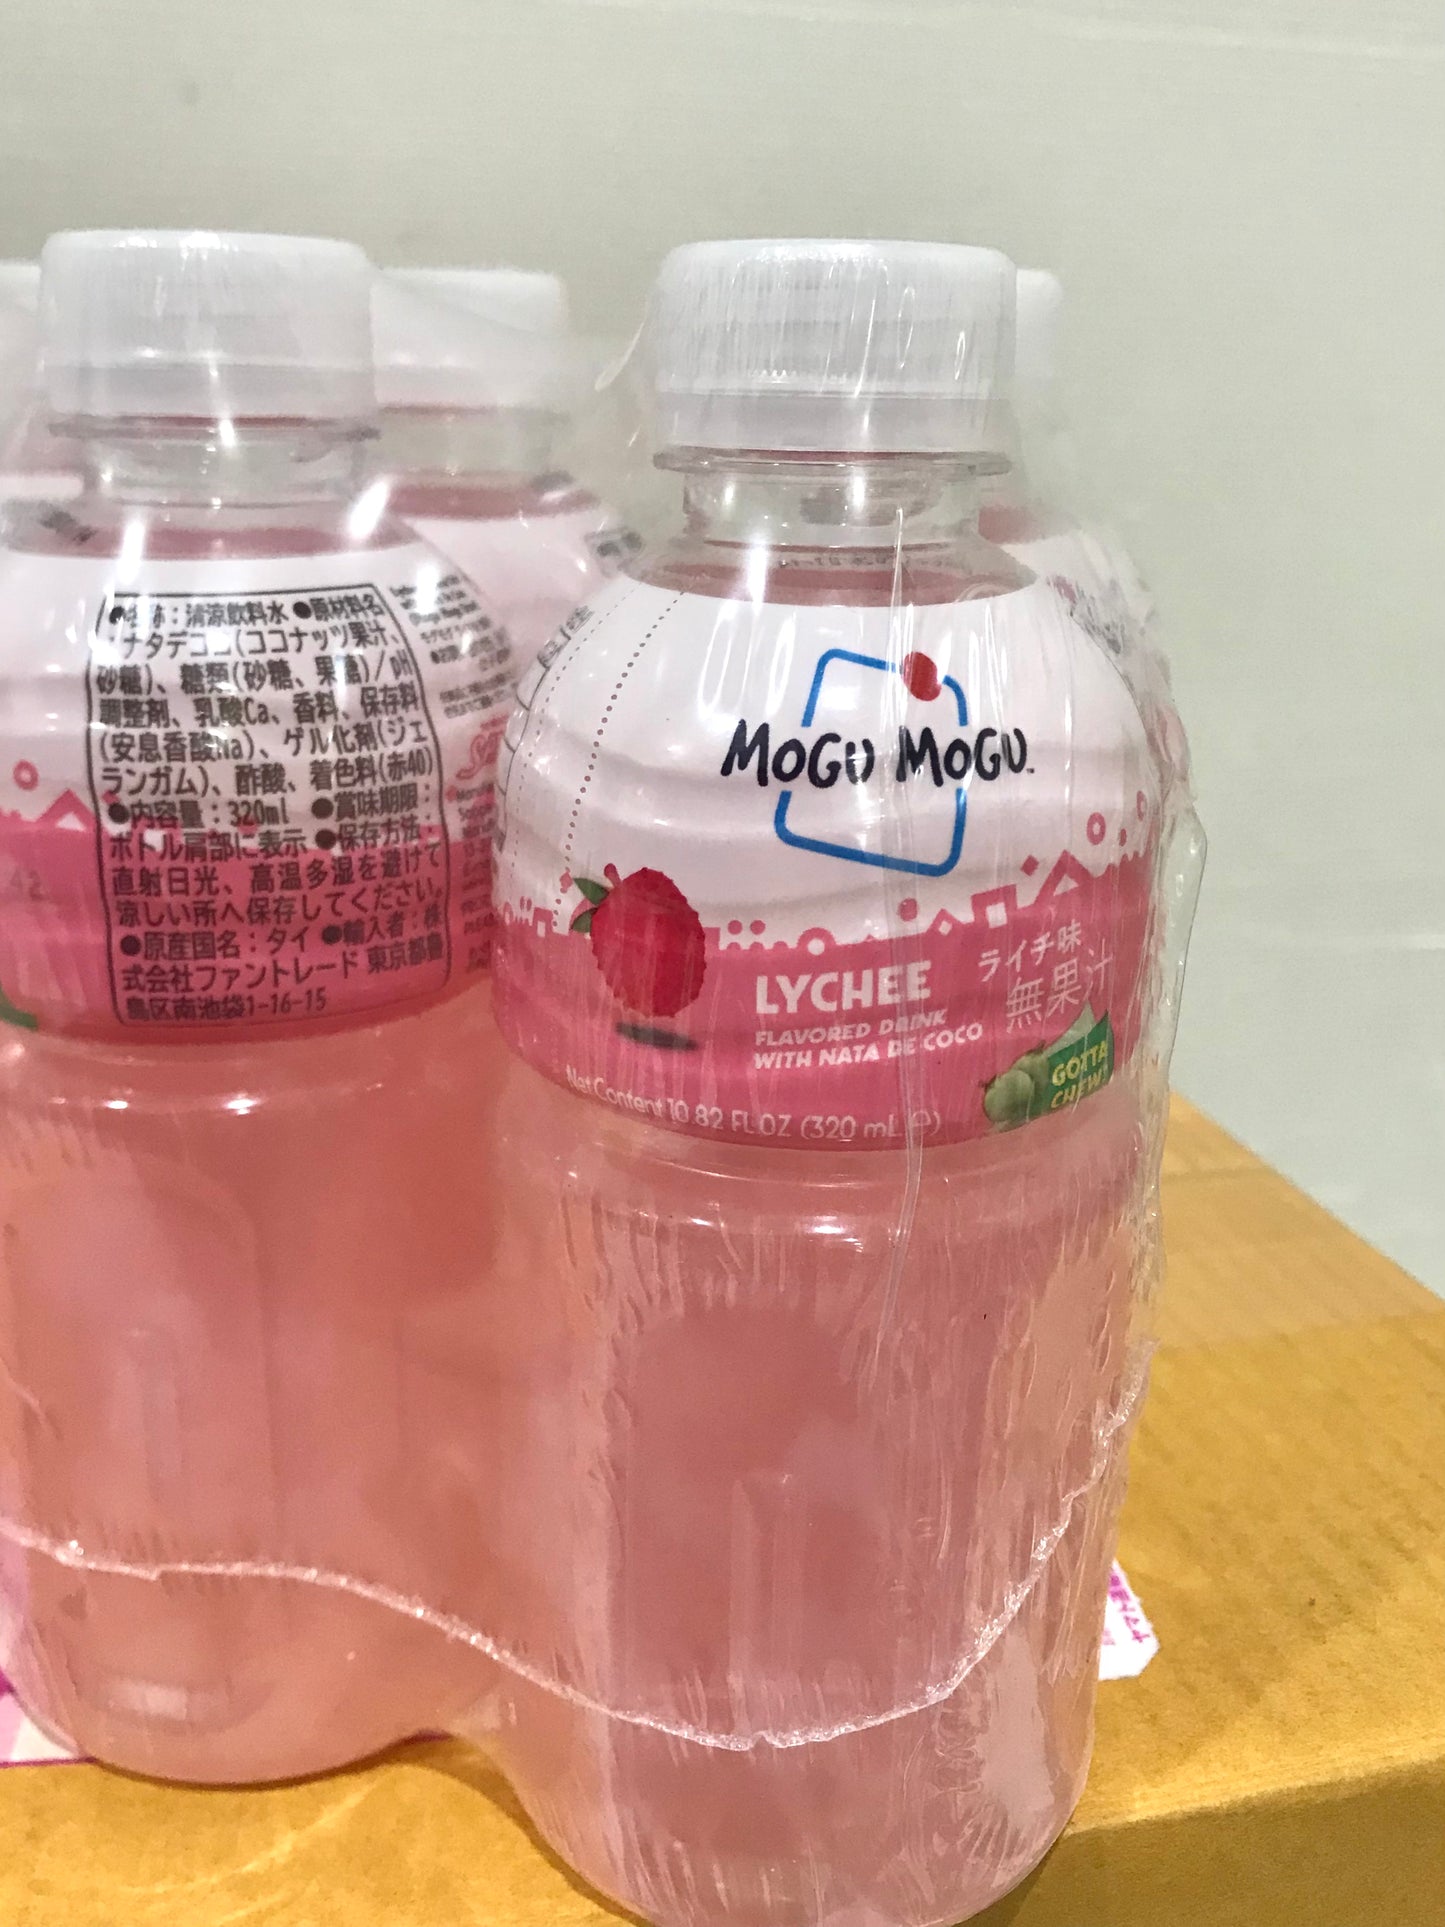 ●名称：清涼飲料水 ●原材料名
：ナタデココ(ココナッツ果汁、
砂糖)、糖類(砂糖、果糖)/pH
調整剤、乳酸Ca、香料、保存料
(安息香酸Na)、ゲル化剤(ジェ
ランガム)、酢酸、着色料(赤40)
●内容量：320ml ●賞味期限：
ボトル肩部に表示 ●保存方法：
直射日光、高温多湿を避けて
涼しい所へ保存してください。
●原産国名：タイ ●輸入者：株
式会社ファントレード 東京都豊
島区南池袋1-16-15
MOGU MOGU
LYCHEE
FLAVORED DRINK
WITH NATA DE COCO
ライチ味
無果汁
GOTTA
CHEW!
Net Content 10.82 FL OZ (320 mL ℮)